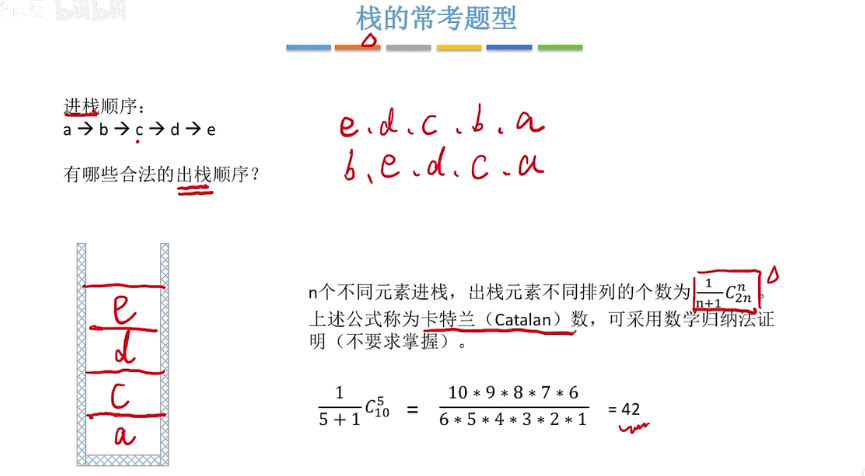 bilibili
栈的常考题型
进栈顺序：
a → b → c → d → e
有哪些合法的出栈顺序？
e.d.c.b.a
b、e.d.c.a
e
d
c
a
n个不同元素进栈，出栈元素不同排列的个数为 \frac{1}{n+1}C_{2n}^{n}。
上述公式称为卡特兰（Catalan）数，可采用数学归纳法证
明（不要求掌握）。
\frac{1}{5+1}C_{10}^{5} = \frac{10*9*8*7*6}{6*5*4*3*2*1} = 42